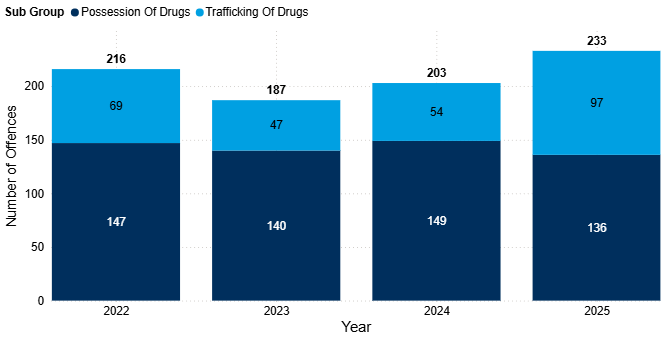 Sub Group Possession Of Drugs Trafficking Of Drugs
216 187 203 233
69 47 54 97
147 140 149 136
Number of Offences
200
150
100
50
0
2022 2023 2024 2025
Year